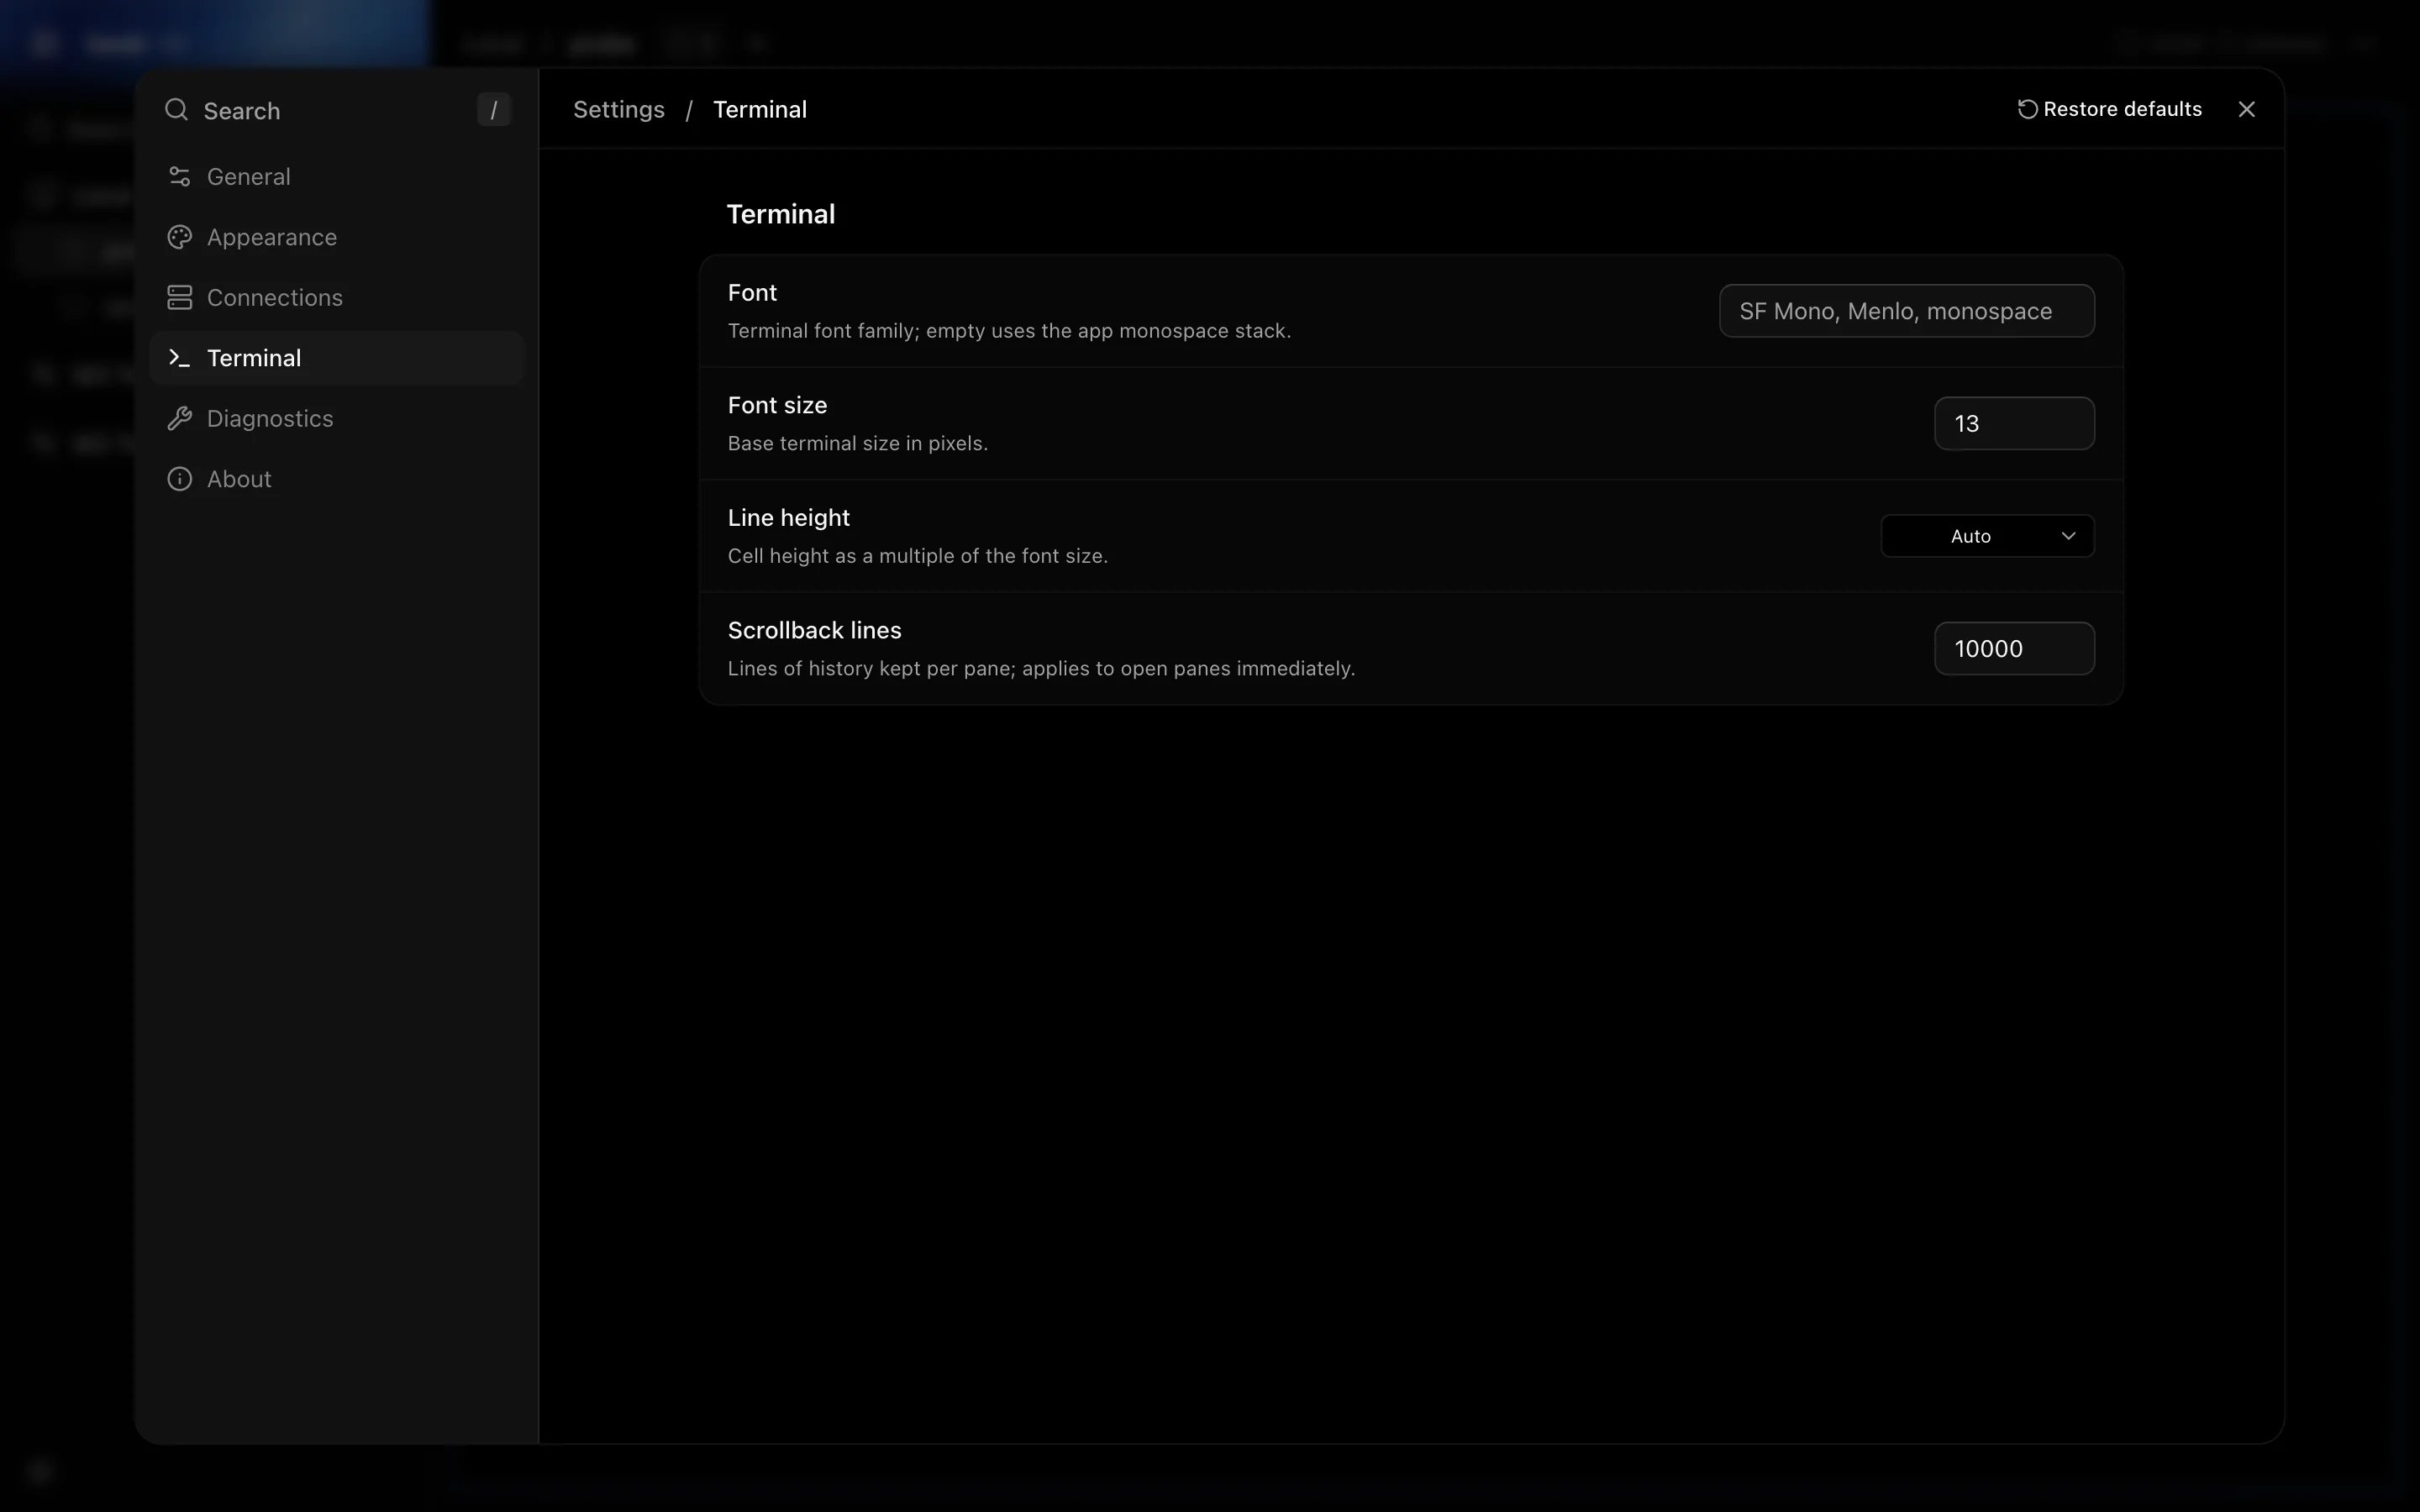 Search /
General
Appearance
Connections
Terminal
Diagnostics
About
Settings / Terminal
Restore defaults
Terminal
Font
Terminal font family; empty uses the app monospace stack.
SF Mono, Menlo, monospace
Font size
Base terminal size in pixels.
13
Line height
Cell height as a multiple of the font size.
Auto
Scrollback lines
Lines of history kept per pane; applies to open panes immediately.
10000